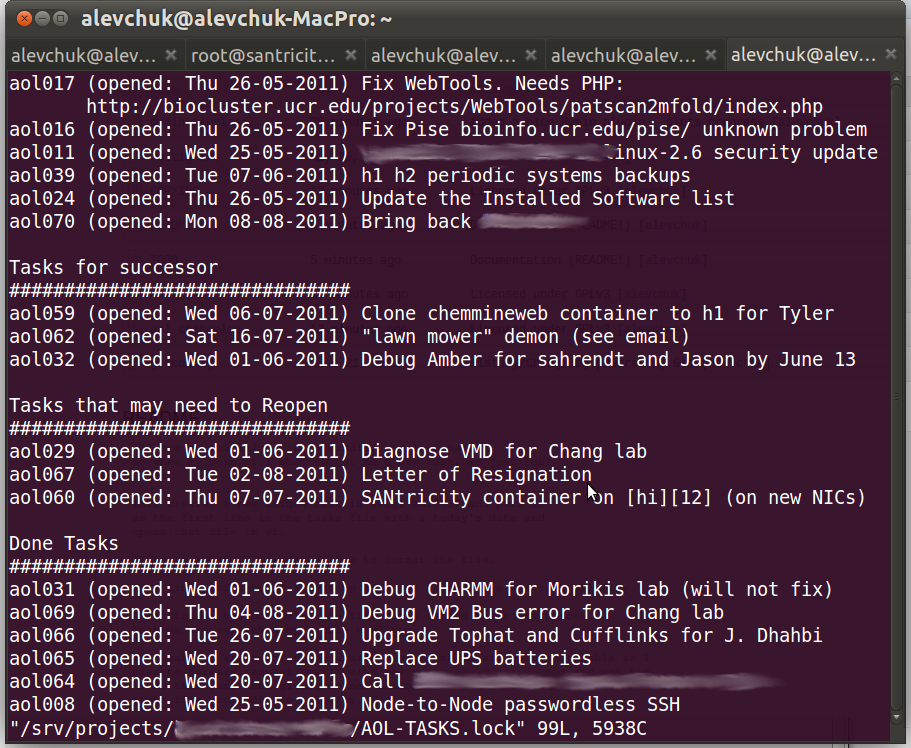 alevchuk@alevchuk-MacPro: ~
alevchuk@alev... root@santricit... alevchuk@alev... alevchuk@alev... alevchuk@alev...
aol017 (opened: Thu 26-05-2011) Fix WebTools. Needs PHP:
http://biocluster.ucr.edu/projects/WebTools/patscan2mfold/index.php
aol016 (opened: Thu 26-05-2011) Fix Pise bioinfo.ucr.edu/pise/ unknown problem
aol011 (opened: Wed 25-05-2011) linux-2.6 security update
aol039 (opened: Tue 07-06-2011) h1 h2 periodic systems backups
aol024 (opened: Thu 26-05-2011) Update the Installed Software list
aol070 (opened: Mon 08-08-2011) Bring back
Tasks for successor
###############################
aol059 (opened: Wed 06-07-2011) Clone chemmineweb container to h1 for Tyler
aol062 (opened: Sat 16-07-2011) "lawn mower" demon (see email)
aol032 (opened: Wed 01-06-2011) Debug Amber for sahrendt and Jason by June 13
Tasks that may need to Reopen
###############################
aol029 (opened: Wed 01-06-2011) Diagnose VMD for Chang lab
aol067 (opened: Tue 02-08-2011) Letter of Resignation
aol060 (opened: Thu 07-07-2011) SANtricity container on [hi][12] (on new NICs)
Done Tasks
###############################
aol031 (opened: Wed 01-06-2011) Debug CHARMM for Morikis lab (will not fix)
aol069 (opened: Thu 04-08-2011) Debug VM2 Bus error for Chang lab
aol066 (opened: Tue 26-07-2011) Upgrade Tophat and Cufflinks for J. Dhahbi
aol065 (opened: Wed 20-07-2011) Replace UPS batteries
aol064 (opened: Wed 20-07-2011) Call
aol008 (opened: Wed 25-05-2011) Node-to-Node passwordless SSH
"/srv/projects/ /AOL-TASKS.lock" 99L, 5938C